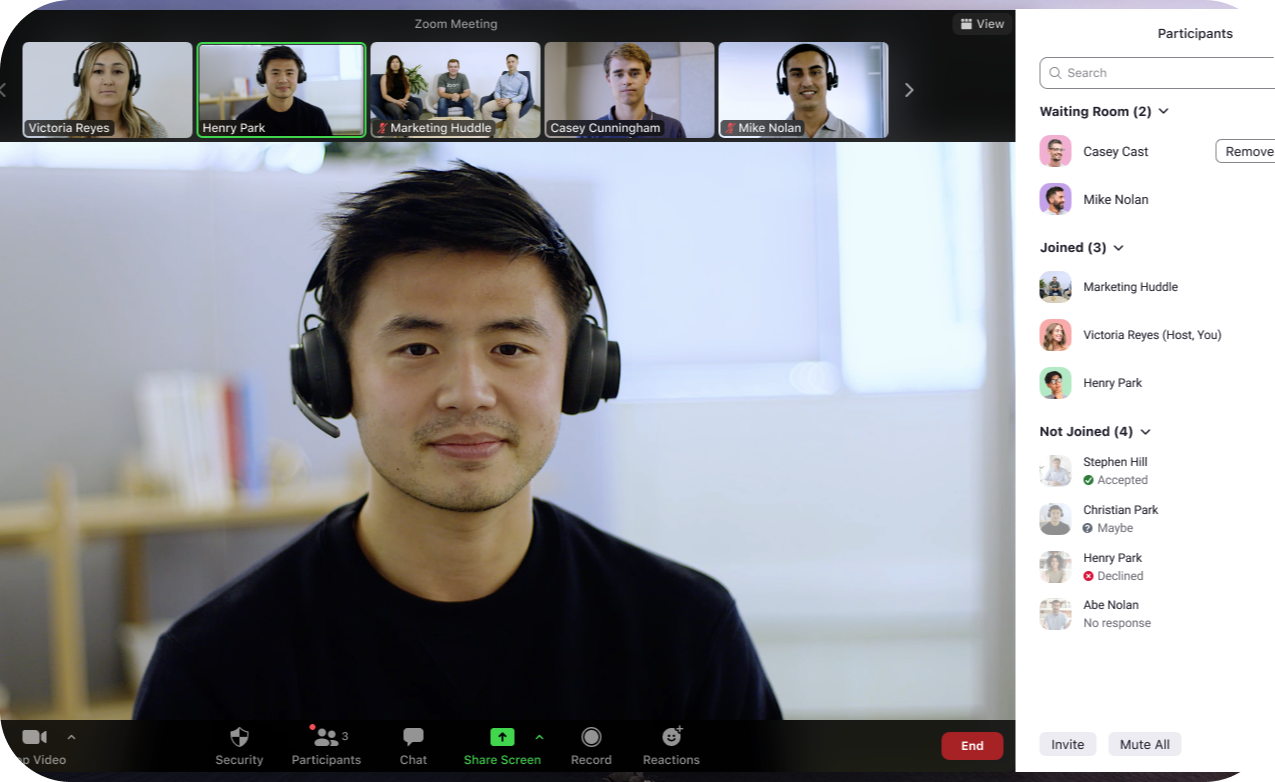 Zoom Meeting
View
Victoria Reyes
Henry Park
Marketing Huddle
Casey Cunningham
Mike Nolan
Participants
Search
Waiting Room (2)
Casey Cast
Remove
Mike Nolan
Joined (3)
Marketing Huddle
Victoria Reyes (Host, You)
Henry Park
Not Joined (4)
Stephen Hill
Accepted
Christian Park
Maybe
Henry Park
Declined
Abe Nolan
No response
Invite
Mute All
Video
Security
Participants
3
Chat
Share Screen
Record
Reactions
End